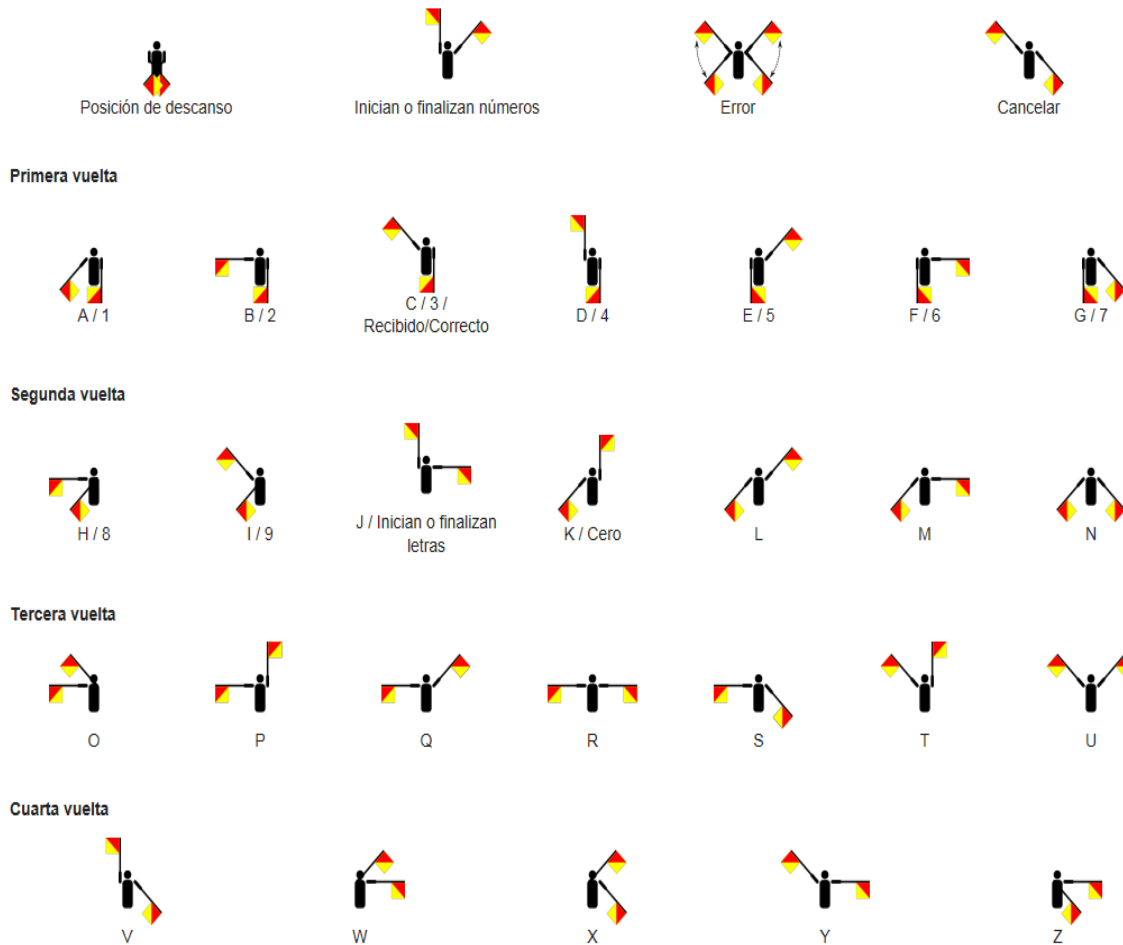 Posición de descanso
Inician o finalizan números
Error
Cancelar
Primera vuelta
A / 1
B / 2
C / 3 /
Recibido/Correcto
D / 4
E / 5
F / 6
G / 7
Segunda vuelta
H / 8
I / 9
J / Inician o finalizan
letras
K / Cero
L
M
N
Tercera vuelta
O
P
Q
R
S
T
U
Cuarta vuelta
V
W
X
Y
Z